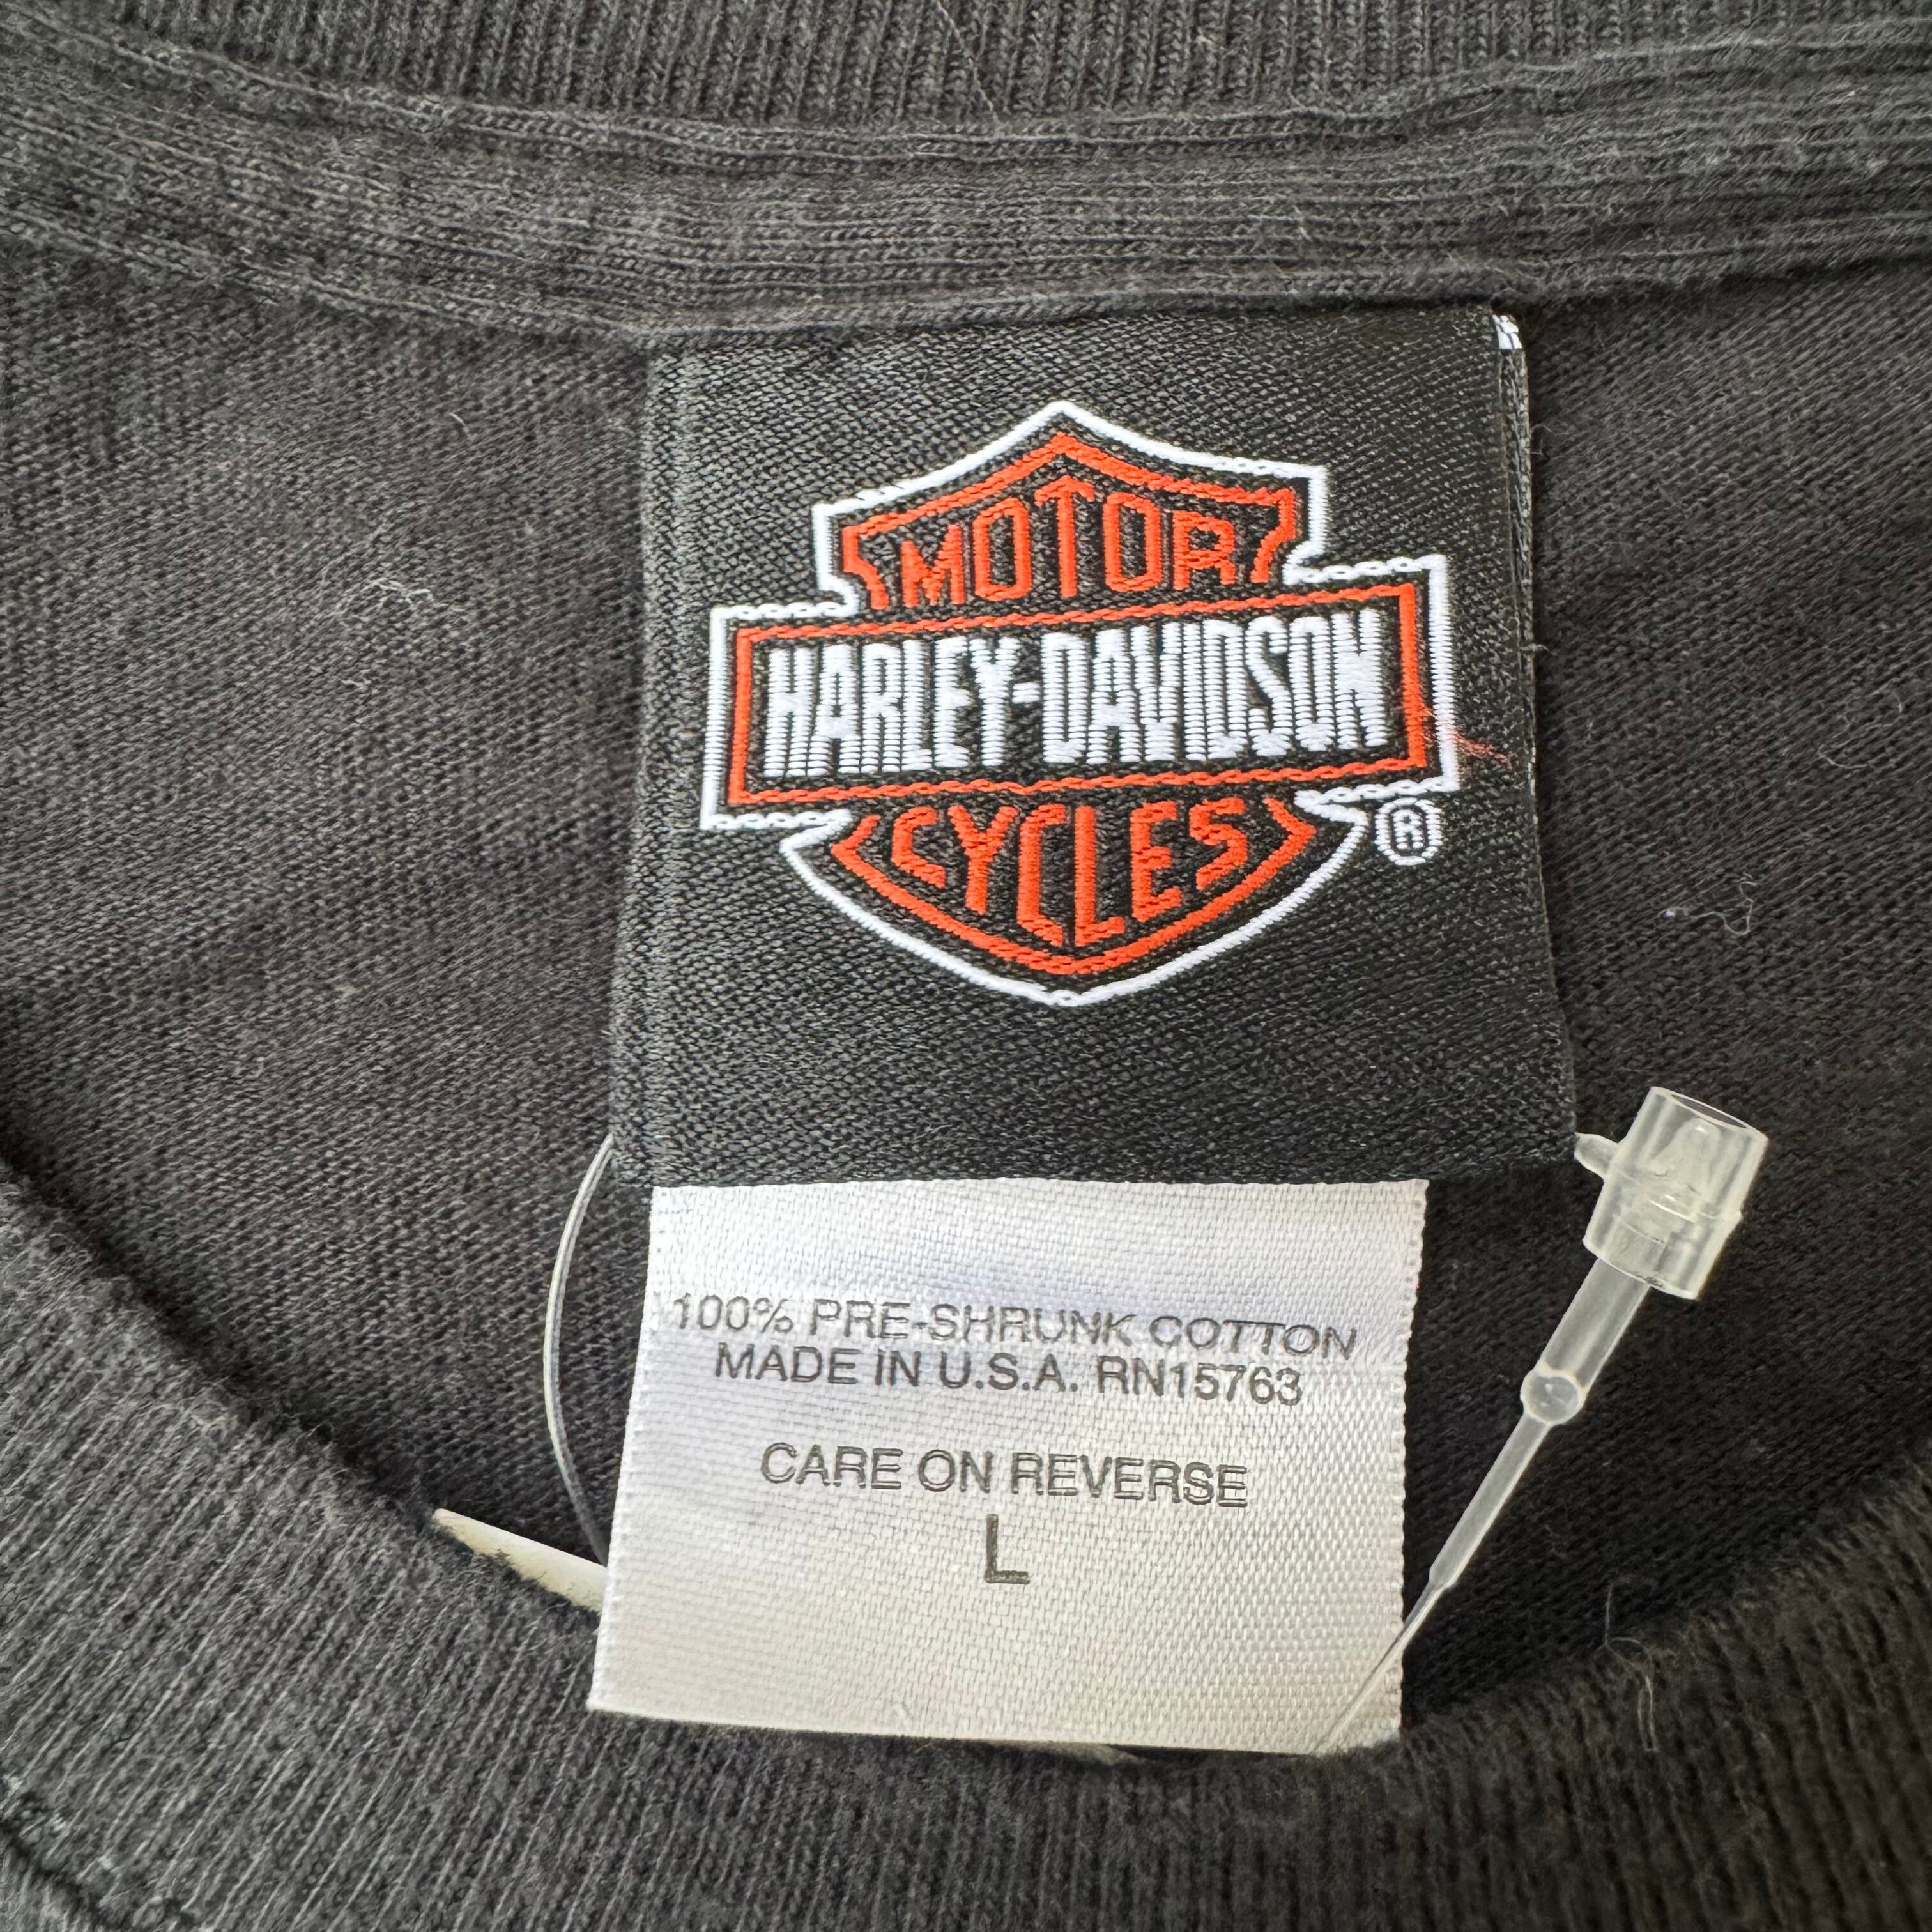 MOTOR
HARLEY-DAVIDSON
CYCLES
®
100% PRE-SHRUNK COTTON
MADE IN U.S.A. RN15763
CARE ON REVERSE
L